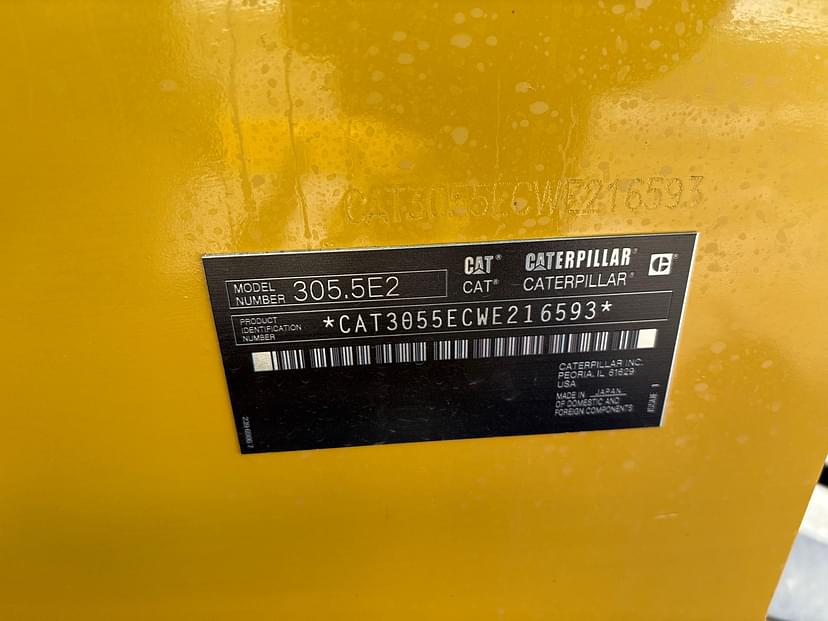 CAT3055ECWE216593
CAT® CATERPILLAR®
MODEL NUMBER 305.5E2 CAT® CATERPILLAR®
PRODUCT IDENTIFICATION NUMBER *CAT3055ECWE216593*
CATERPILLAR INC.
PEORIA, IL 61629
USA
MADE IN JAPAN
OF DOMESTIC AND
FOREIGN COMPONENTS